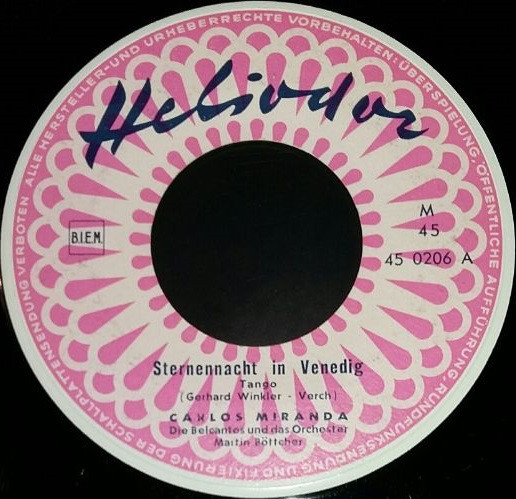 ALLE HERSTELLER-UND URHEBERRECHTE VORBEHALTEN: ÜBERSPIELUNG, ÖFFENTLICHE AUFFÜHRUNG, RUNDFUNKSENDUNG UND FIXIERUNG DER SCHALLPLATTENSENDUNG VERBOTEN
Heliodor
B.I.E.M.
M
45
45 0206 A
Sternennacht in Venedig
Tango
(Gerhard Winkler - Verch)
CARLOS MIRANDA
Die Belcantos und das Orchester
Martin Böttcher